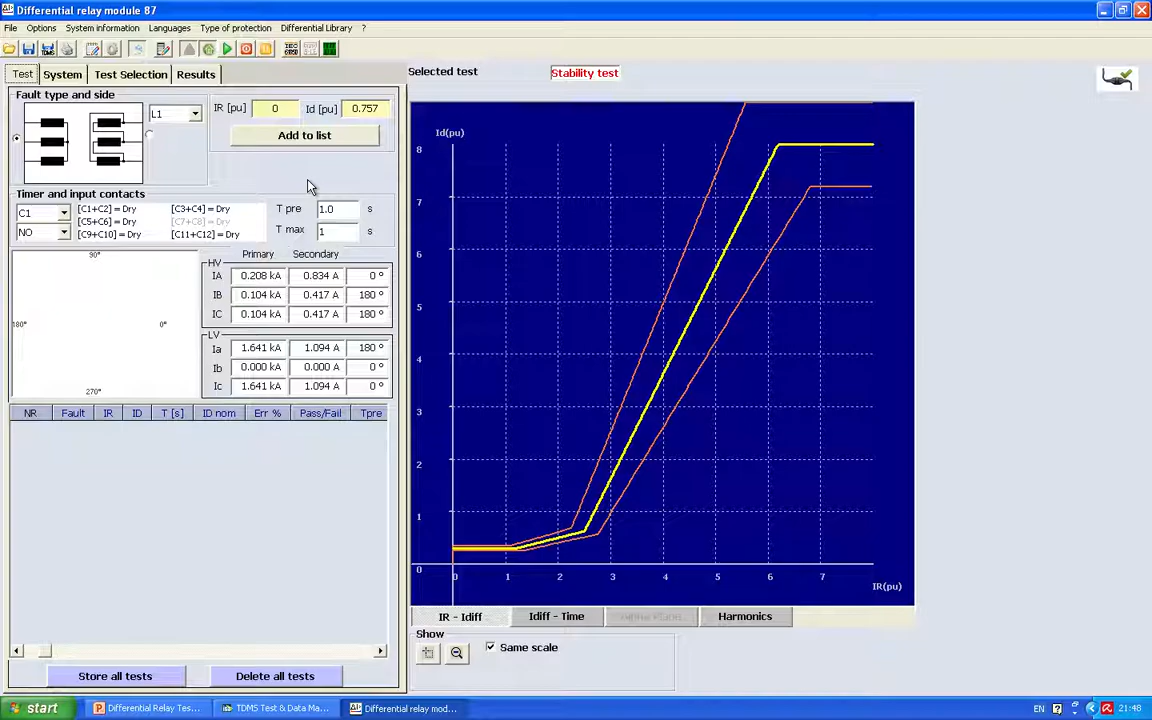 Differential relay module 87
File Options System information Languages Type of protection Differential Library ?
Test System Test Selection Results
Selected test Stability test
Fault type and side
L1
IR [pu] 0 Id [pu] 0.757
Add to list
Timer and input contacts
C1 [C1+C2] = Dry [C3+C4] = Dry T pre 1.0 s
[C5+C6] = Dry [C7+C8] = Dry
NO [C9+C10] = Dry [C11+C12] = Dry T max 1 s
Primary Secondary
HV
IA 0.208 kA 0.834 A 0 º
IB 0.104 kA 0.417 A 180 º
IC 0.104 kA 0.417 A 180 º
LV
Ia 1.641 kA 1.094 A 180 º
Ib 0.000 kA 0.000 A 0 º
Ic 1.641 kA 1.094 A 0 º
90°
180°
0°
270°
NR Fault IR ID T [s] ID nom Err % Pass/Fail Tpre
Store all tests Delete all tests
Id(pu)
8
7
6
5
4
3
2
1
0
0 1 2 3 4 5 6 7
IR(pu)
IR - Idiff Idiff - Time Harmonics
Show
Same scale
start Differential Relay Tes... TDMS Test & Data Ma... Differential relay mod... EN 21:48